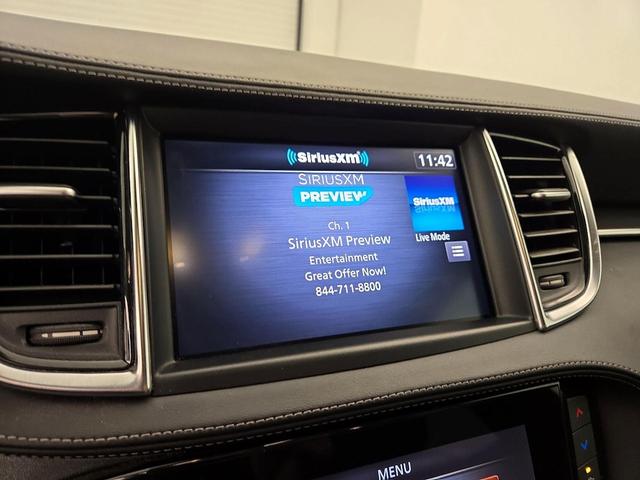 SiriusXM
11:42
SIRIUSXM
PREVIEW
SiriusXM
Ch. 1
SiriusXM Preview
Live Mode
Entertainment
Great Offer Now!
844-711-8800
MENU